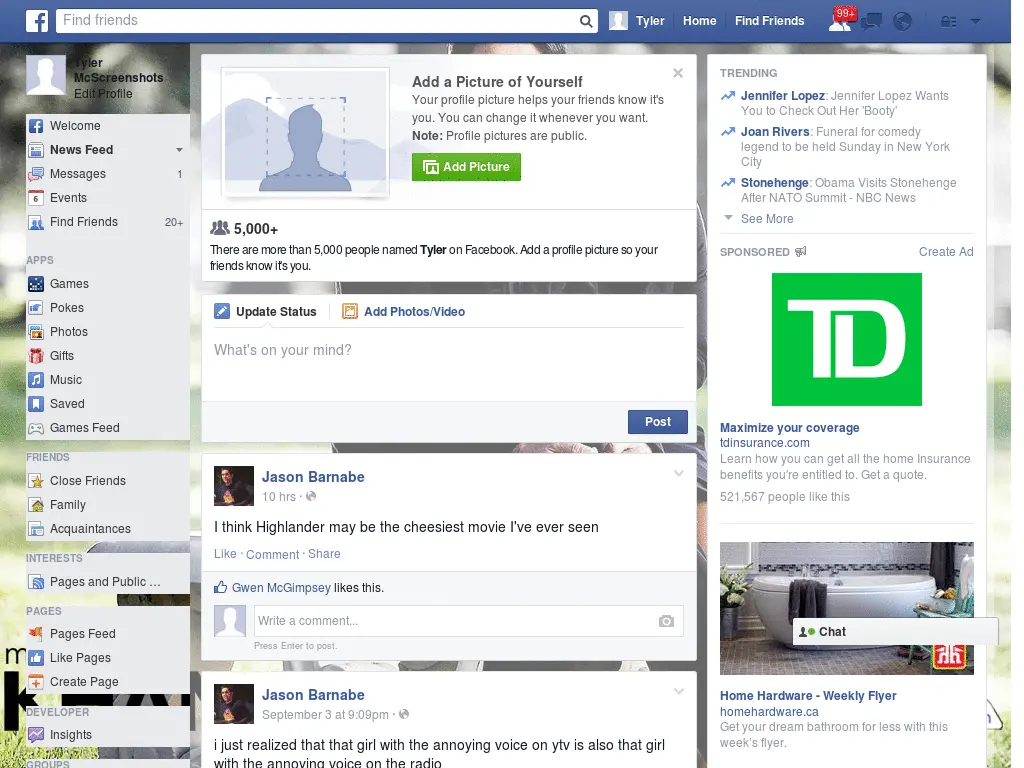 Find friends
Tyler
Home
Find Friends
99+
Tyler
McScreenshots
Edit Profile
Welcome
News Feed
Messages 1
6
Events
Find Friends 20+
APPS
Games
Pokes
Photos
Gifts
Music
Saved
Games Feed
FRIENDS
Close Friends
Family
Acquaintances
INTERESTS
Pages and Public ...
PAGES
Pages Feed
Like Pages
Create Page
DEVELOPER
Insights
GROUPS
Add a Picture of Yourself
Your profile picture helps your friends know it's
you. You can change it whenever you want.
Note: Profile pictures are public.
Add Picture
5,000+
There are more than 5,000 people named Tyler on Facebook. Add a profile picture so your
friends know it's you.
Update Status
Add Photos/Video
What's on your mind?
Post
Jason Barnabe
10 hrs ·
I think Highlander may be the cheesiest movie I've ever seen
Like · Comment · Share
Gwen McGimpsey likes this.
Write a comment...
Press Enter to post.
Jason Barnabe
September 3 at 9:09pm ·
i just realized that that girl with the annoying voice on ytv is also that girl
with the annoying voice on the radio
TRENDING
Jennifer Lopez: Jennifer Lopez Wants
You to Check Out Her 'Booty'
Joan Rivers: Funeral for comedy
legend to be held Sunday in New York
City
Stonehenge: Obama Visits Stonehenge
After NATO Summit - NBC News
See More
SPONSORED
Create Ad
TD
Maximize your coverage
tdinsurance.com
Learn how you can get all the home Insurance
benefits you're entitled to. Get a quote.
521,567 people like this
Chat
Home Hardware - Weekly Flyer
homehardware.ca
Get your dream bathroom for less with this
week's flyer.